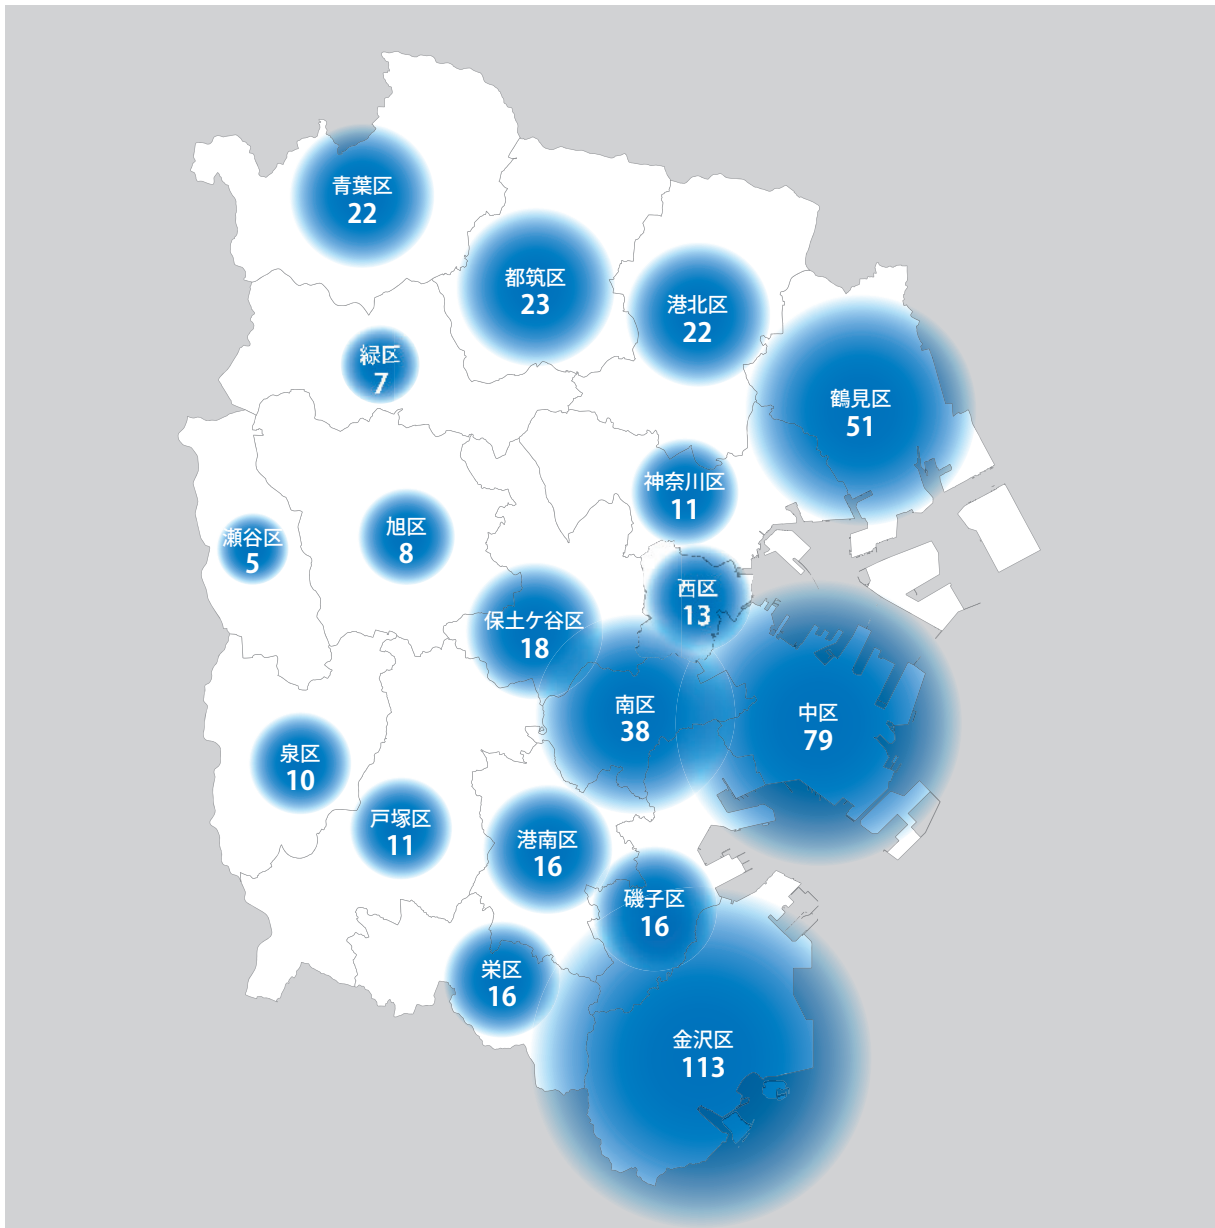 青葉区
22
都筑区
23
港北区
22
緑区
7
鶴見区
51
神奈川区
11
瀬谷区
5
旭区
8
西区
13
保土ケ谷区
18
南区
38
中区
79
泉区
10
戸塚区
11
港南区
16
磯子区
16
栄区
16
金沢区
113